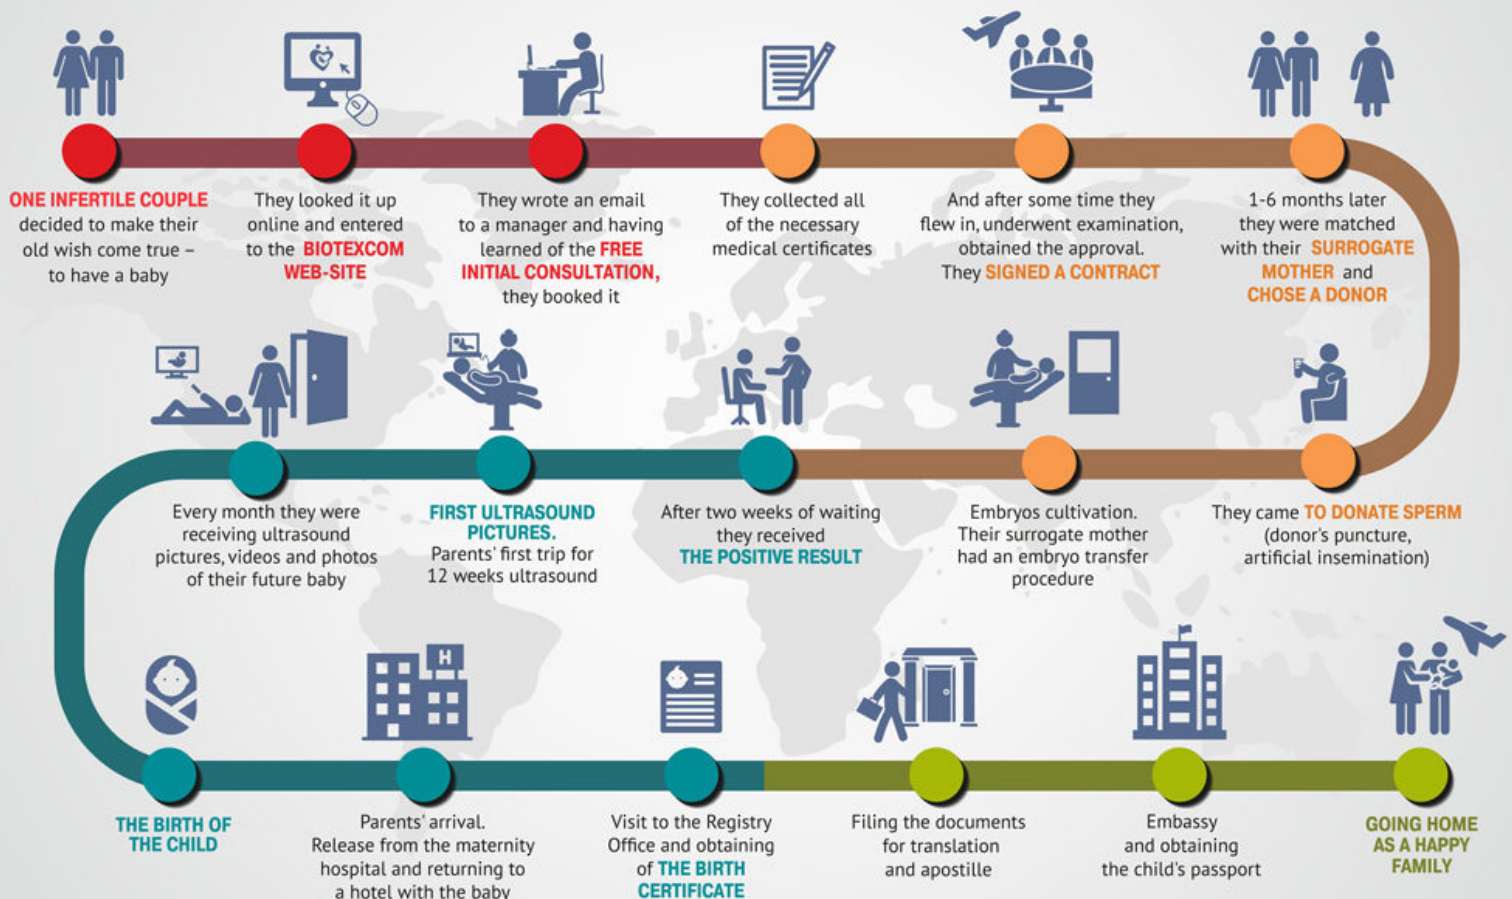 ONE INFERTILE COUPLE
decided to make their
old wish come true –
to have a baby
They looked it up
online and entered
to the BIOTEXCOM
WEB-SITE
They wrote an email
to a manager and having
learned of the FREE
INITIAL CONSULTATION,
they booked it
They collected all
of the necessary
medical certificates
And after some time they
flew in, underwent examination,
obtained the approval.
They SIGNED A CONTRACT
1-6 months later
they were matched
with their SURROGATE
MOTHER and
CHOSE A DONOR
They came TO DONATE SPERM
(donor's puncture,
artificial insemination)
Embryos cultivation.
Their surrogate mother
had an embryo transfer
procedure
After two weeks of waiting
they received
THE POSITIVE RESULT
FIRST ULTRASOUND
PICTURES.
Parents' first trip for
12 weeks ultrasound
Every month they were
receiving ultrasound
pictures, videos and photos
of their future baby
THE BIRTH OF
THE CHILD
H
Parents' arrival.
Release from the maternity
hospital and returning to
a hotel with the baby
Visit to the Registry
Office and obtaining
of THE BIRTH
CERTIFICATE
Filing the documents
for translation
and apostille
Embassy
and obtaining
the child's passport
GOING HOME
AS A HAPPY
FAMILY